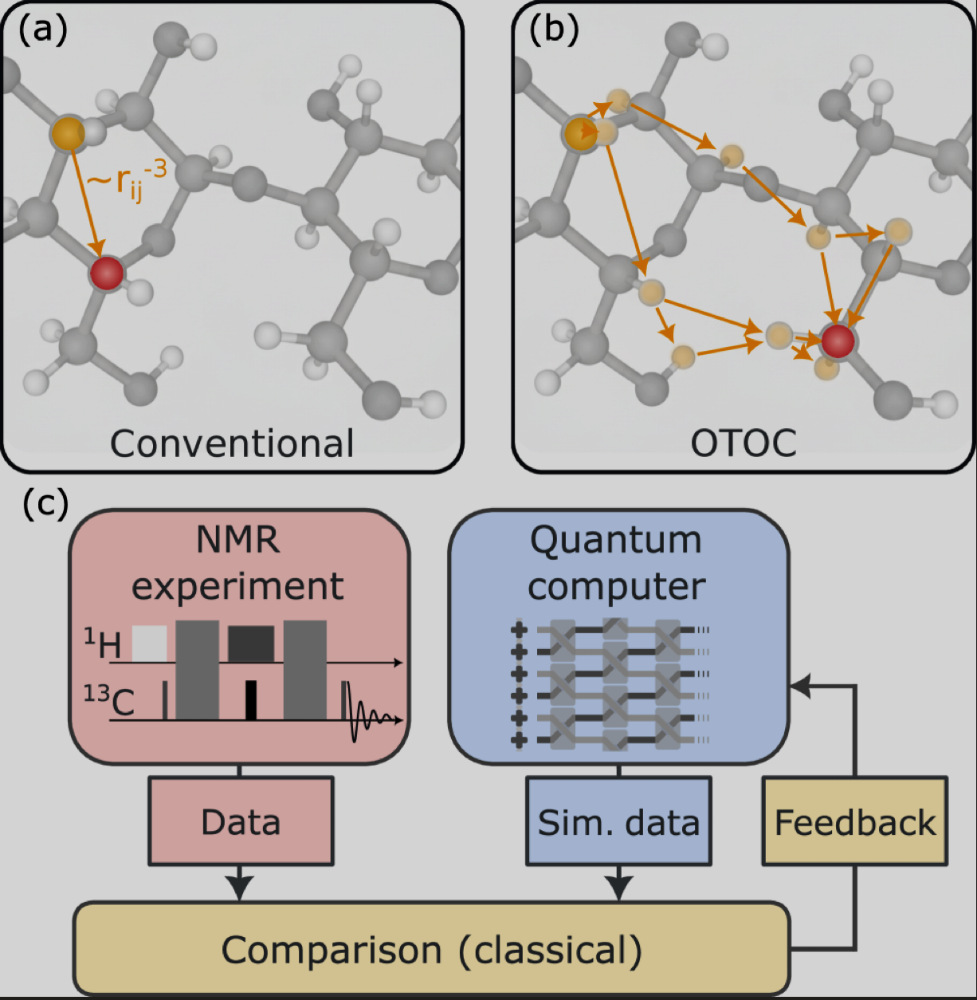 (a)
~r_ij^-3
Conventional
(b)
OTOC
(c)
NMR
experiment
¹H
¹³C
Data
Quantum
computer
Sim. data
Feedback
Comparison (classical)